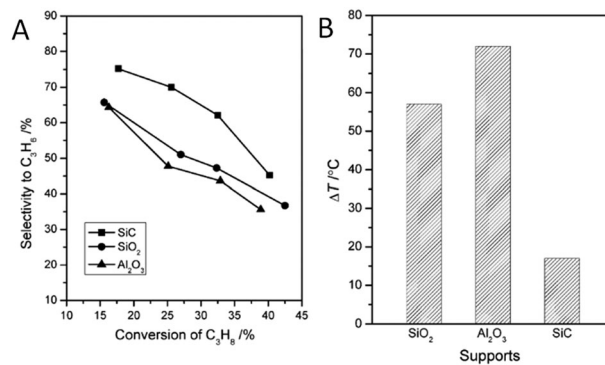 A
Selectivity to C₃H₆ /%
100
90
80
70
60
50
40
30
20
10
SiC
SiO₂
Al₂O₃
10
15
20
25
30
35
40
45
Conversion of C₃H₈ /%
B
ΔT /°C
80
70
60
50
40
30
20
10
0
SiO₂
Al₂O₃
SiC
Supports